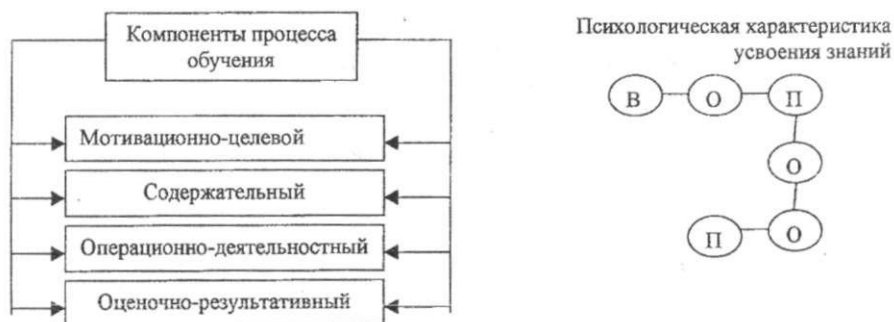 Компоненты процесса
обучения
Мотивационно-целевой
Содержательный
Операционно-деятельностный
Оценочно-результативный
Психологическая характеристика
усвоения знаний
В О П
О
П О